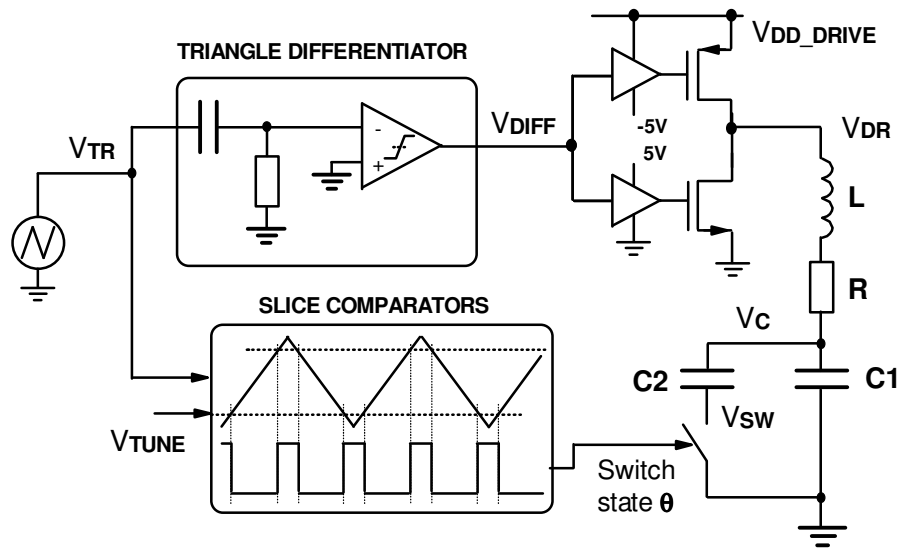 TRIANGLE DIFFERENTIATOR
VDD_DRIVE
-
+
VDIFF
-5V
5V
VDR
VTR
L
R
SLICE COMPARATORS
VC
C2
C1
VSW
VTUNE
Switch
state θ